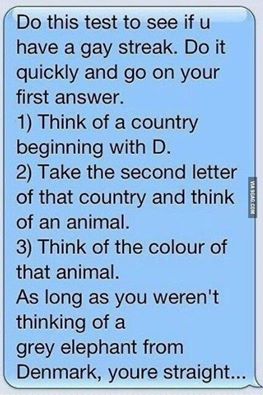 Do this test to see if u
have a gay streak. Do it
quickly and go on your
first answer.
1) Think of a country
beginning with D.
2) Take the second letter
of that country and think
of an animal.
3) Think of the colour of
that animal.
As long as you weren't
thinking of a
grey elephant from
Denmark, youre straight...
VIA 9GAG.COM